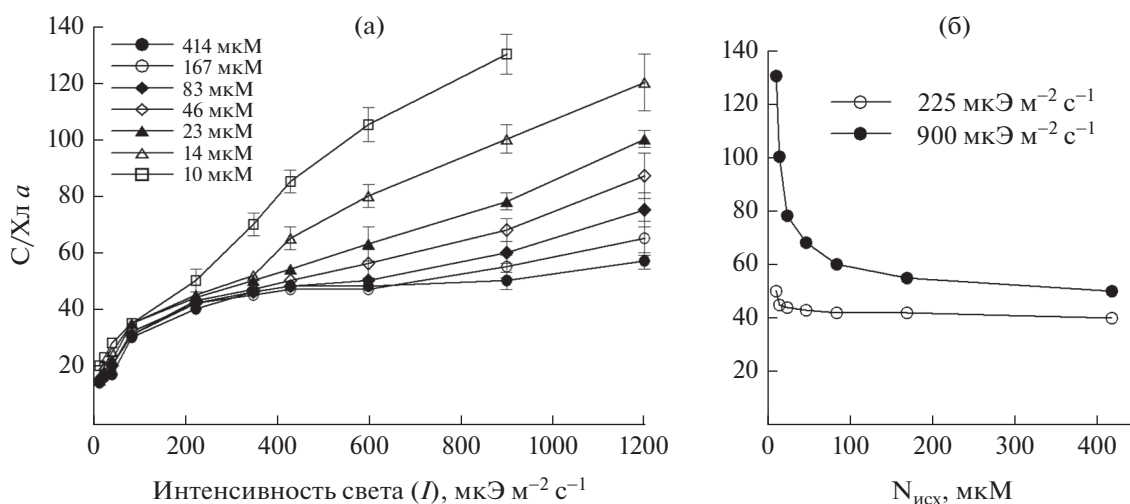 (а)
(б)
140
120
100
80
60
40
20
С/Хл а
414 мкМ
167 мкМ
83 мкМ
46 мкМ
23 мкМ
14 мкМ
10 мкМ
0
200
400
600
800
1000
1200
Интенсивность света (I), мкЭ м⁻² с⁻¹
140
120
100
80
60
40
20
225 мкЭ м⁻² с⁻¹
900 мкЭ м⁻² с⁻¹
0
100
200
300
400
Nисх, мкМ